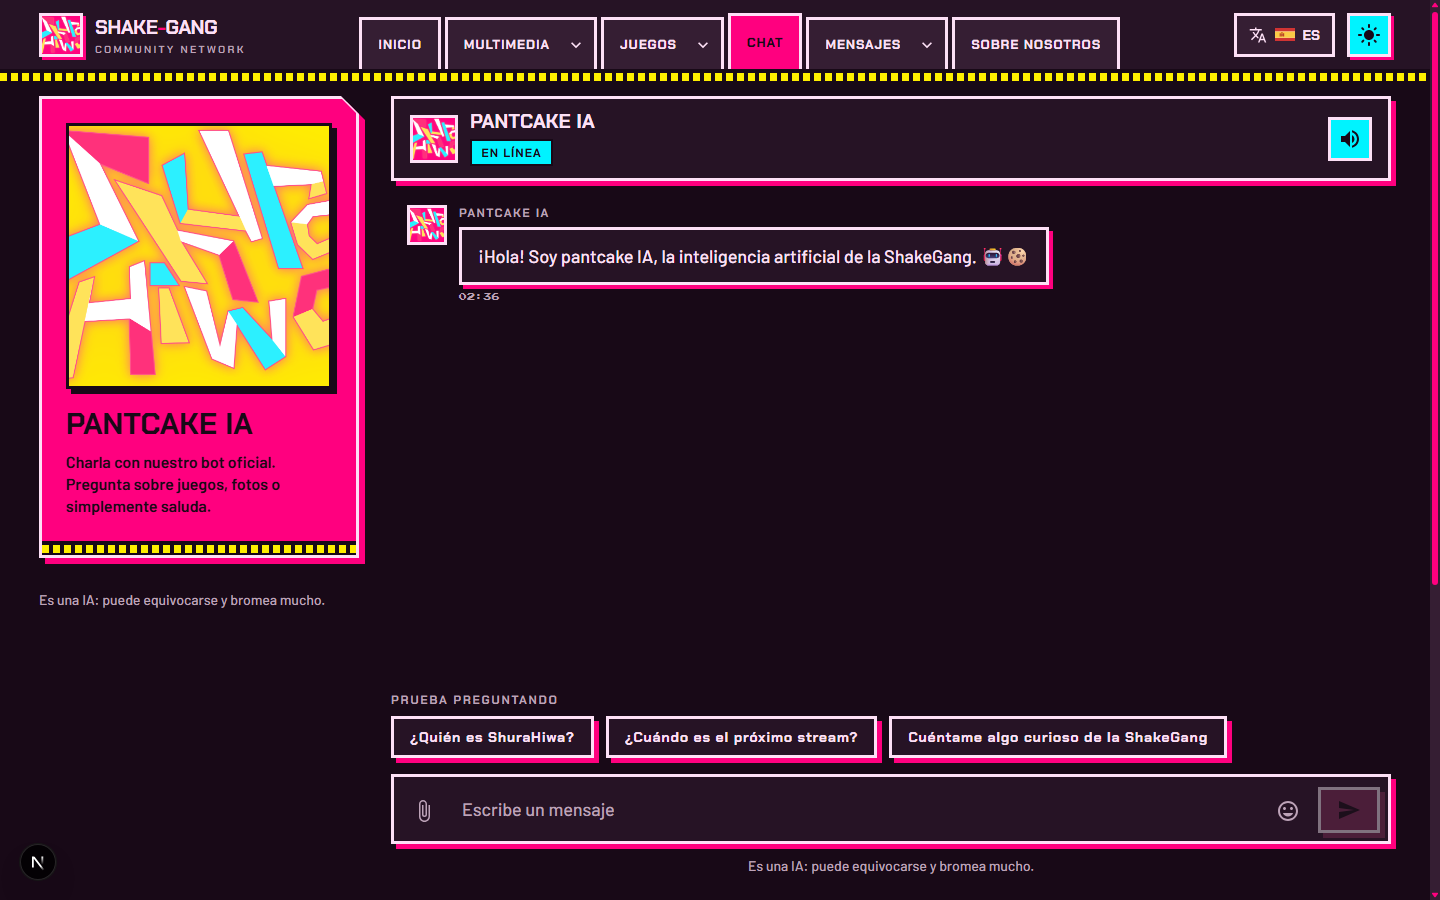 SHAKE-GANG
COMMUNITY NETWORK
INICIO
MULTIMEDIA
JUEGOS
CHAT
MENSAJES
SOBRE NOSOTROS
ES
PANTCAKE IA
Charla con nuestro bot oficial.
Pregunta sobre juegos, fotos o
simplemente saluda.
Es una IA: puede equivocarse y bromea mucho.
PANTCAKE IA
EN LÍNEA
PANTCAKE IA
¡Hola! Soy pantcake IA, la inteligencia artificial de la ShakeGang. 🤖 🍪
02:36
PRUEBA PREGUNTANDO
¿Quién es ShuraHiwa?
¿Cuándo es el próximo stream?
Cuéntame algo curioso de la ShakeGang
Escribe un mensaje
Es una IA: puede equivocarse y bromea mucho.
N